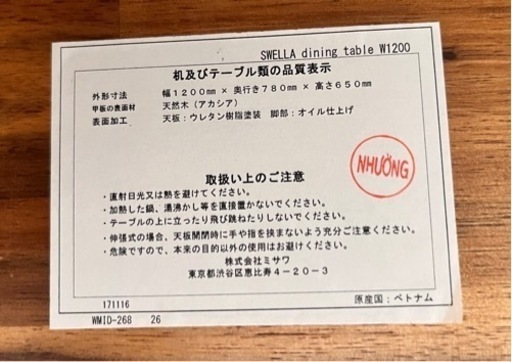 SWELLA dining table W1200
机及びテーブル類の品質表示
外形寸法 幅1200mm × 奥行き780mm × 高さ650mm
甲板の表面材 天然木（アカシア）
表面加工 天板：ウレタン樹脂塗装 脚部：オイル仕上げ
NHƯỜNG
取扱い上のご注意
・直射日光又は熱を避けてください。
・加熱した鍋、湯沸かし等を直接置かないでください。
・テーブルの上に立ったり飛び跳ねたりしないでください。
・伸張式の場合、天板開閉時に手や指を挟まないよう充分ご注意ください。
・危険ですので、本来の目的以外の使用はお避けください。
株式会社ミサワ
東京都渋谷区恵比寿4－20－3
171116
原産国：ベトナム
WMID-268 26